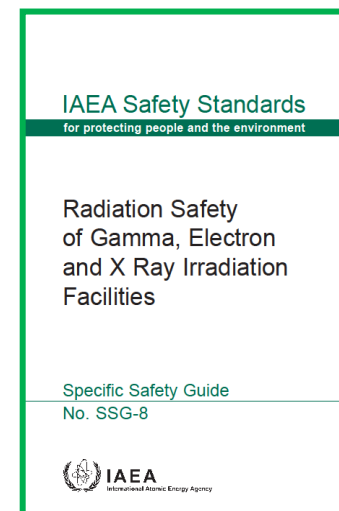 IAEA Safety Standards
for protecting people and the environment
Radiation Safety
of Gamma, Electron
and X Ray Irradiation
Facilities
Specific Safety Guide
No. SSG-8
IAEA
International Atomic Energy Agency